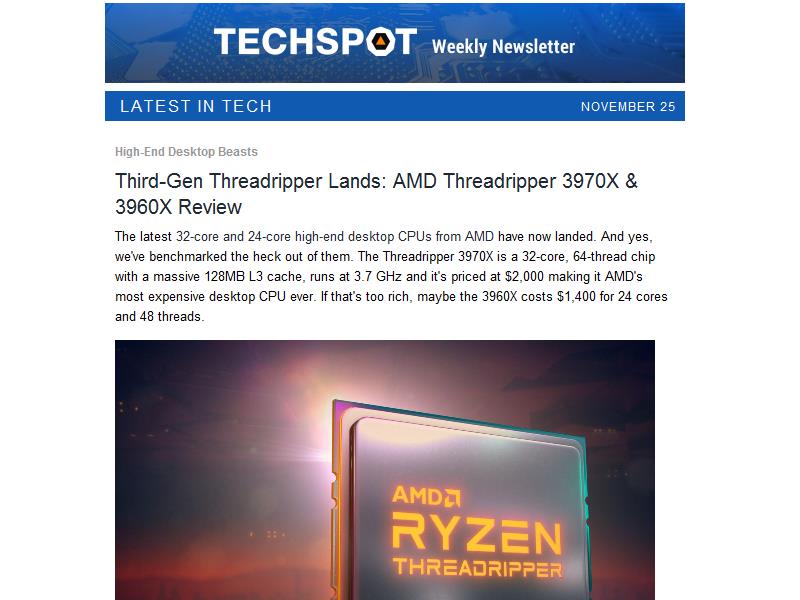 TECHSPOT Weekly Newsletter
LATEST IN TECH NOVEMBER 25
High-End Desktop Beasts
Third-Gen Threadripper Lands: AMD Threadripper 3970X &
3960X Review
The latest 32-core and 24-core high-end desktop CPUs from AMD have now landed. And yes,
we've benchmarked the heck out of them. The Threadripper 3970X is a 32-core, 64-thread chip
with a massive 128MB L3 cache, runs at 3.7 GHz and it's priced at $2,000 making it AMD's
most expensive desktop CPU ever. If that's too rich, maybe the 3960X costs $1,400 for 24 cores
and 48 threads.
AMD
RYZEN
THREADRIPPER